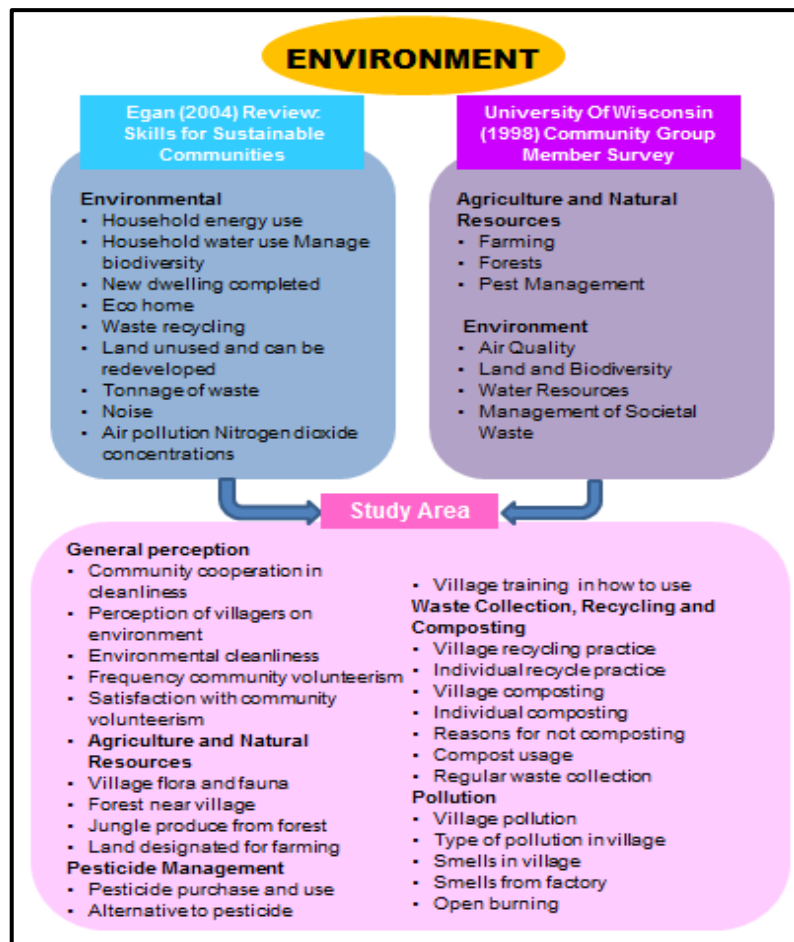 ENVIRONMENT
Egan (2004) Review:
Skills for Sustainable
Communities
Environmental
• Household energy use
• Household water use Manage
biodiversity
• New dwelling completed
• Eco home
• Waste recycling
• Land unused and can be
redeveloped
• Tonnage of waste
• Noise
• Air pollution Nitrogen dioxide
concentrations
University Of Wisconsin
(1998) Community Group
Member Survey
Agriculture and Natural
Resources
• Farming
• Forests
• Pest Management
Environment
• Air Quality
• Land and Biodiversity
• Water Resources
• Management of Societal
Waste
Study Area
General perception
• Community cooperation in
cleanliness
• Perception of villagers on
environment
• Environmental cleanliness
• Frequency community volunteerism
• Satisfaction with community
volunteerism
• Agriculture and Natural
Resources
• Village flora and fauna
• Forest near village
• Jungle produce from forest
• Land designated for farming
Pesticide Management
• Pesticide purchase and use
• Alternative to pesticide
• Village training in how to use
Waste Collection, Recycling and
Composting
• Village recycling practice
• Individual recycle practice
• Village composting
• Individual composting
• Reasons for not composting
• Compost usage
• Regular waste collection
Pollution
• Village pollution
• Type of pollution in village
• Smells in village
• Smells from factory
• Open burning